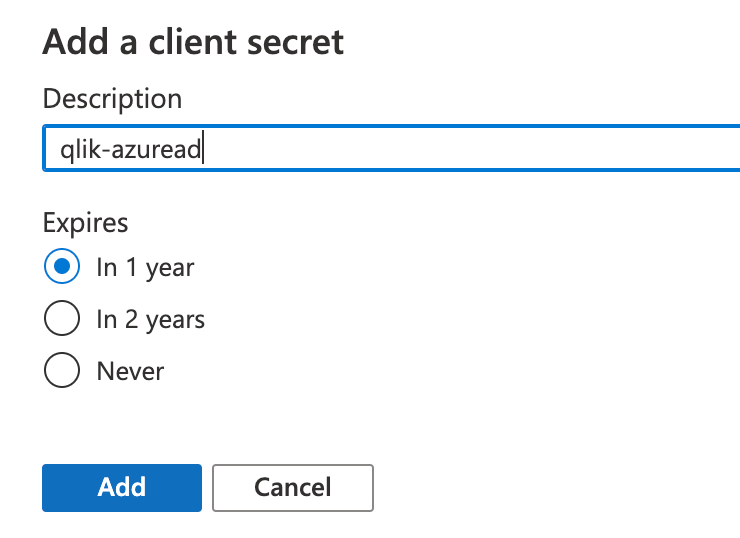 Add a client secret
Description
qlik-azuread
Expires
In 1 year
In 2 years
Never
Add
Cancel